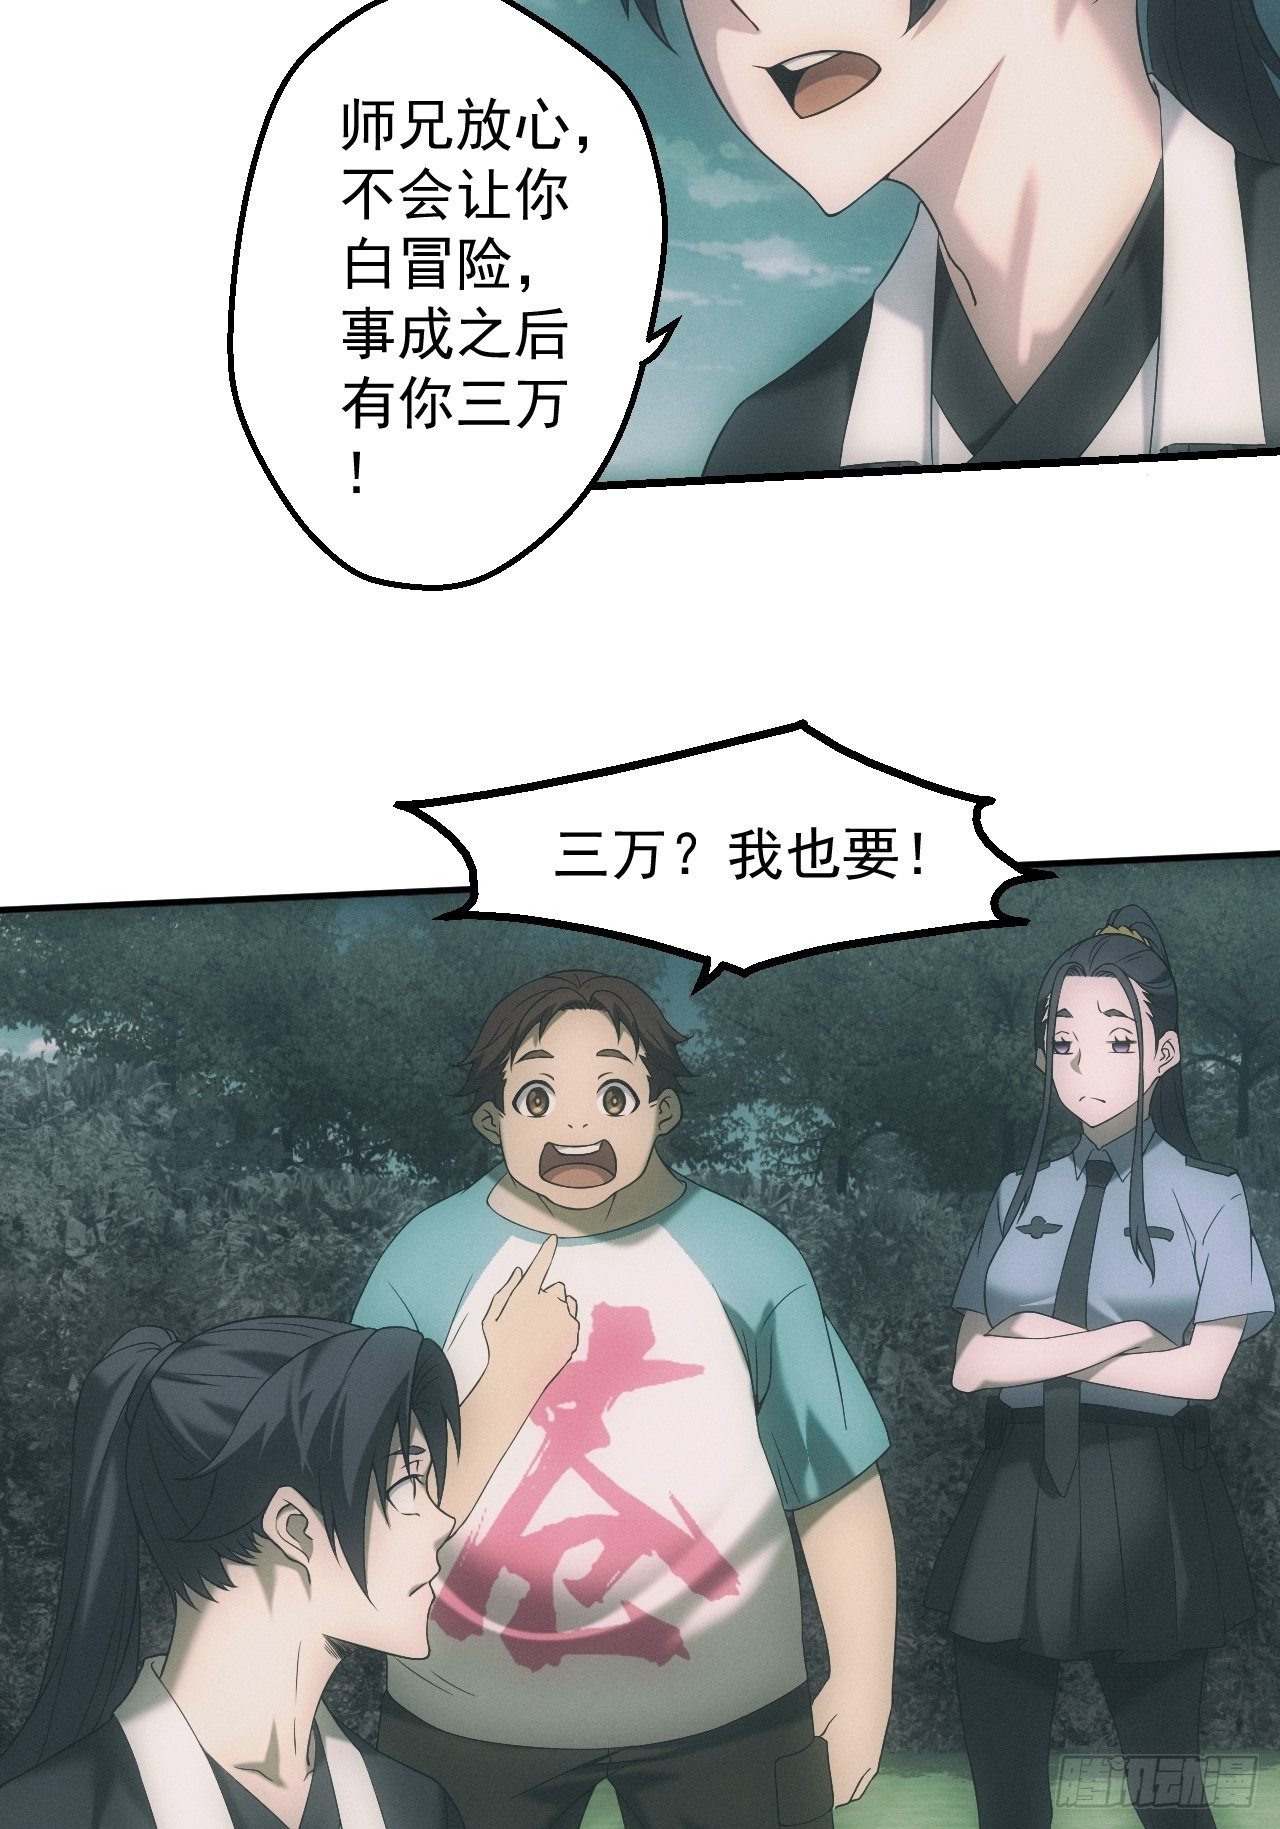 师兄放心，
不会让你
白冒险，
事成之后
有你三万
！
三万？我也要！
腾讯动漫